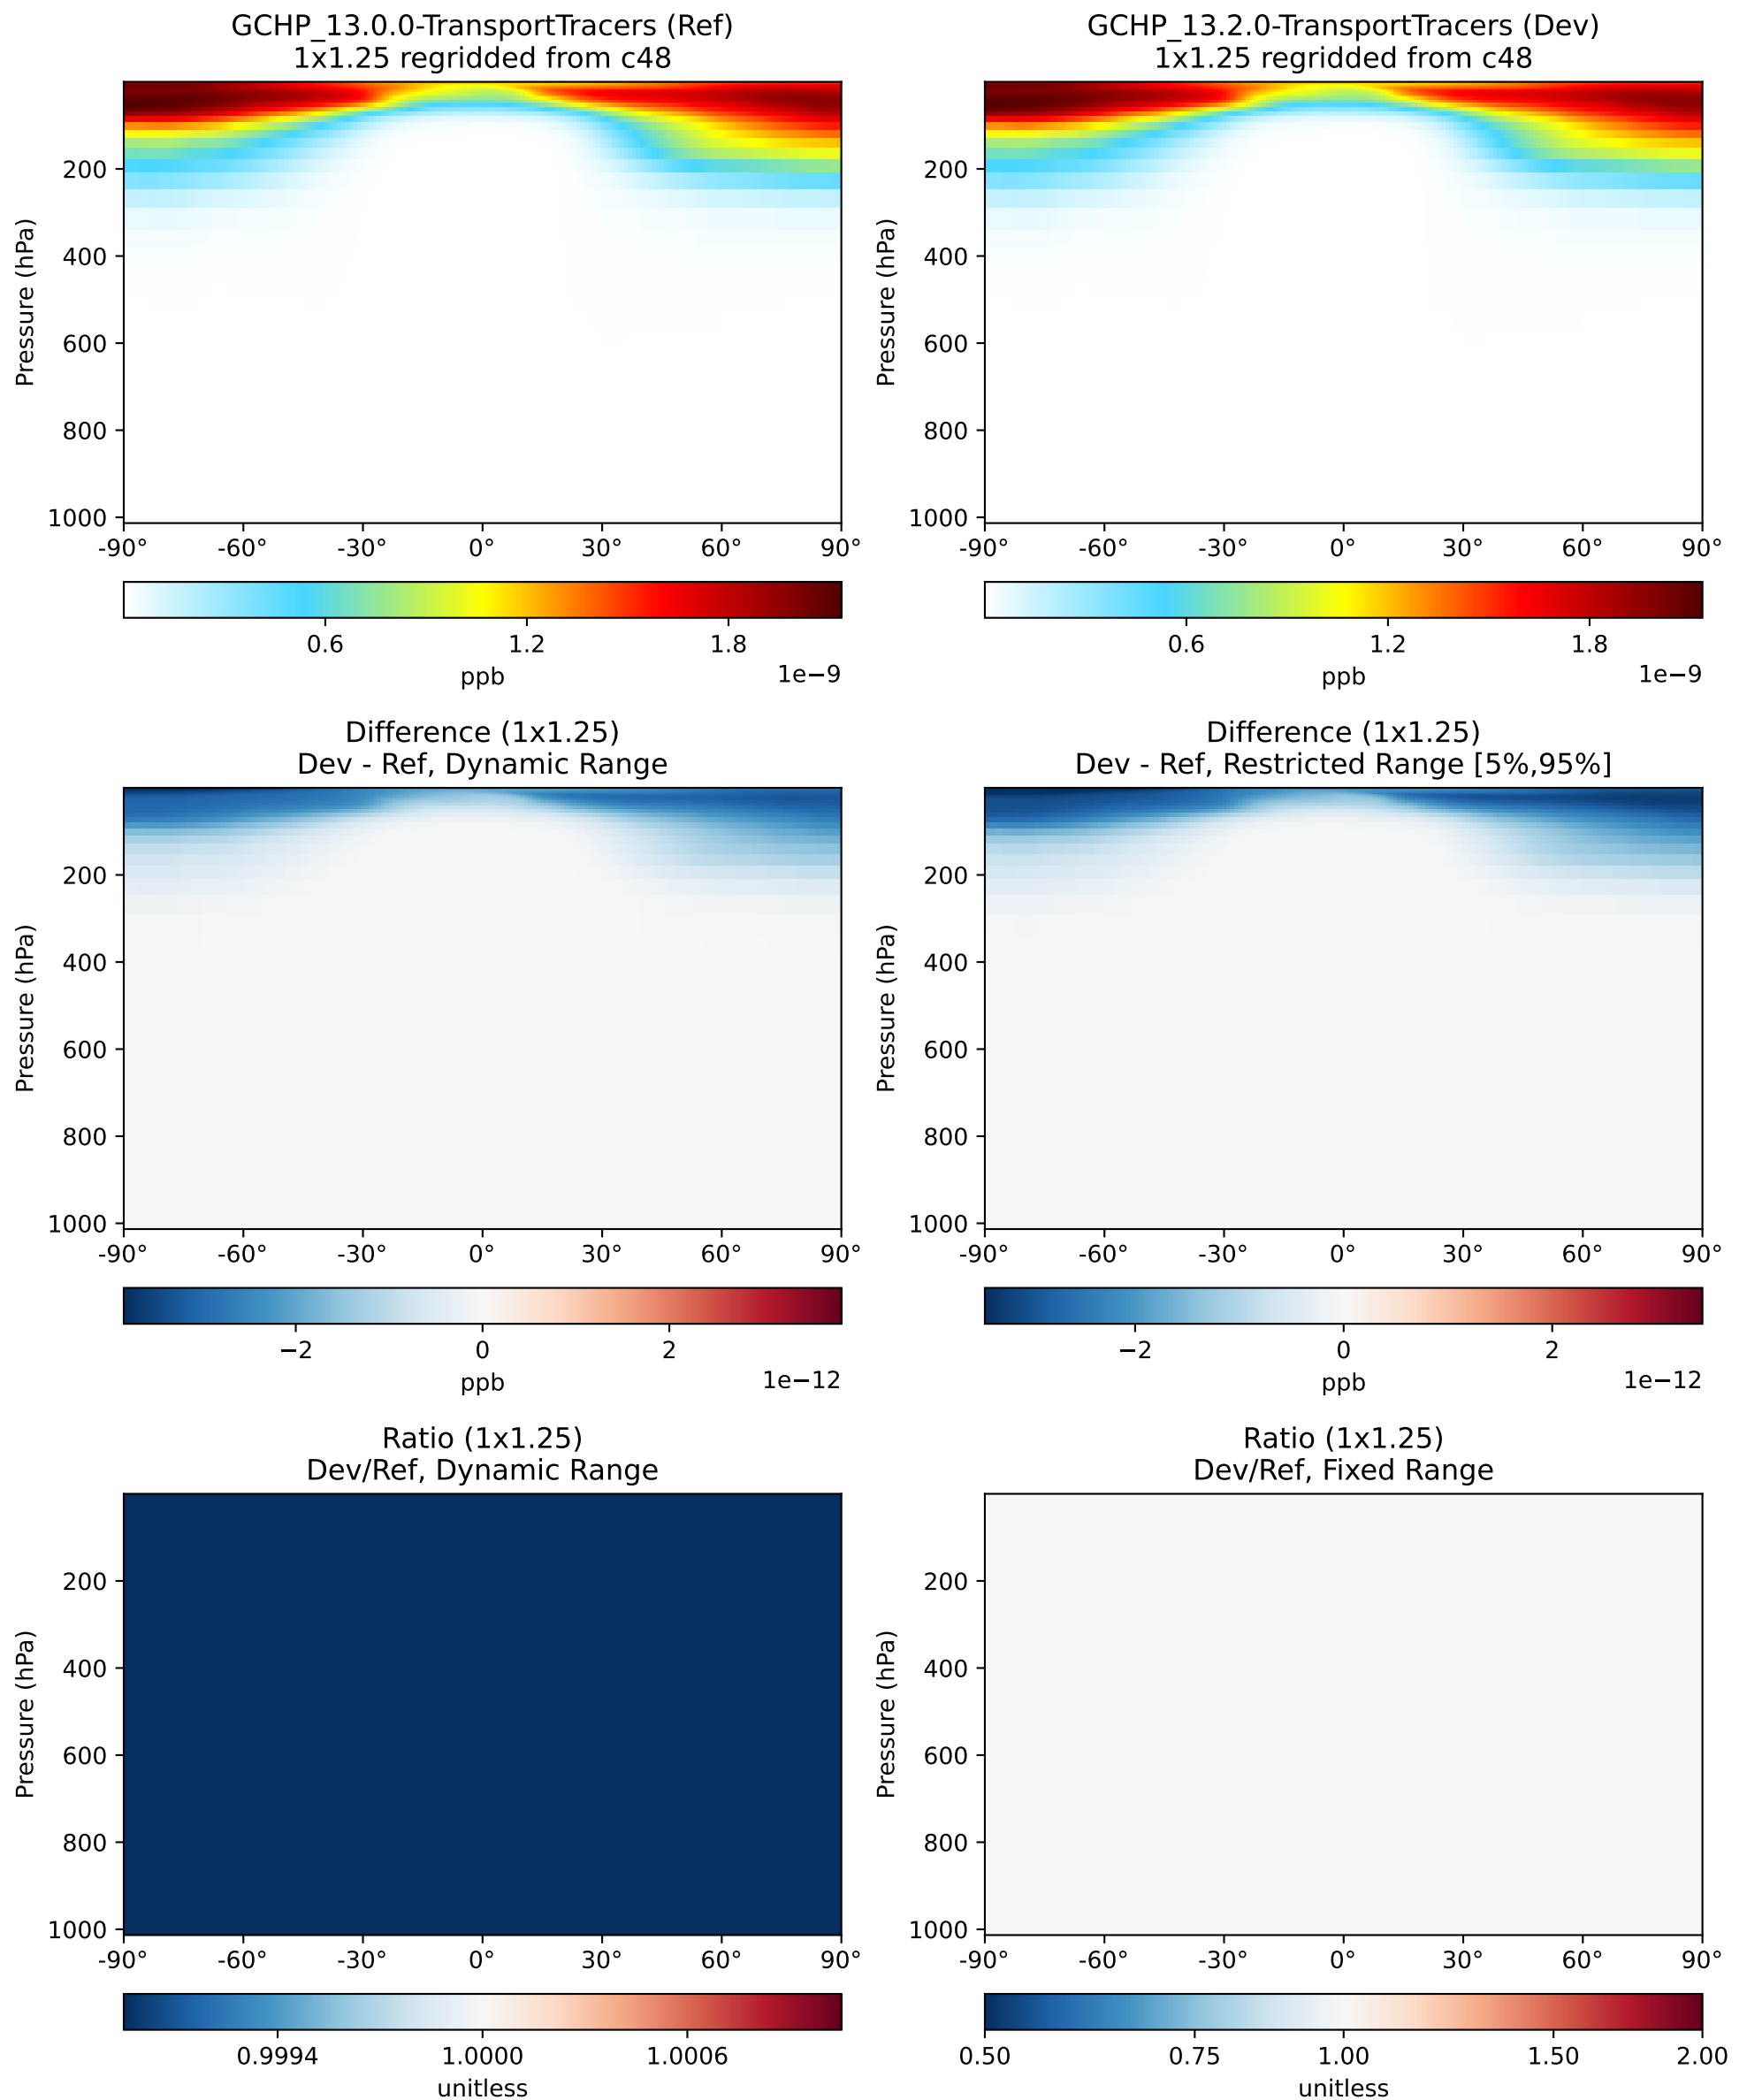 GCHP_13.0.0-TransportTracers (Ref)
1x1.25 regridded from c48
Pressure (hPa)
200
400
600
800
1000
-90° -60° -30° 0° 30° 60° 90°
0.6 1.2 1.8
ppb
1e−9
GCHP_13.2.0-TransportTracers (Dev)
1x1.25 regridded from c48
Pressure (hPa)
200
400
600
800
1000
-90° -60° -30° 0° 30° 60° 90°
0.6 1.2 1.8
ppb
1e−9
Difference (1x1.25)
Dev - Ref, Dynamic Range
Pressure (hPa)
200
400
600
800
1000
-90° -60° -30° 0° 30° 60° 90°
−2 0 2
ppb
1e−12
Difference (1x1.25)
Dev - Ref, Restricted Range [5%,95%]
Pressure (hPa)
200
400
600
800
1000
-90° -60° -30° 0° 30° 60° 90°
−2 0 2
ppb
1e−12
Ratio (1x1.25)
Dev/Ref, Dynamic Range
Pressure (hPa)
200
400
600
800
1000
-90° -60° -30° 0° 30° 60° 90°
0.9994 1.0000 1.0006
unitless
Ratio (1x1.25)
Dev/Ref, Fixed Range
Pressure (hPa)
200
400
600
800
1000
-90° -60° -30° 0° 30° 60° 90°
0.50 0.75 1.00 1.50 2.00
unitless